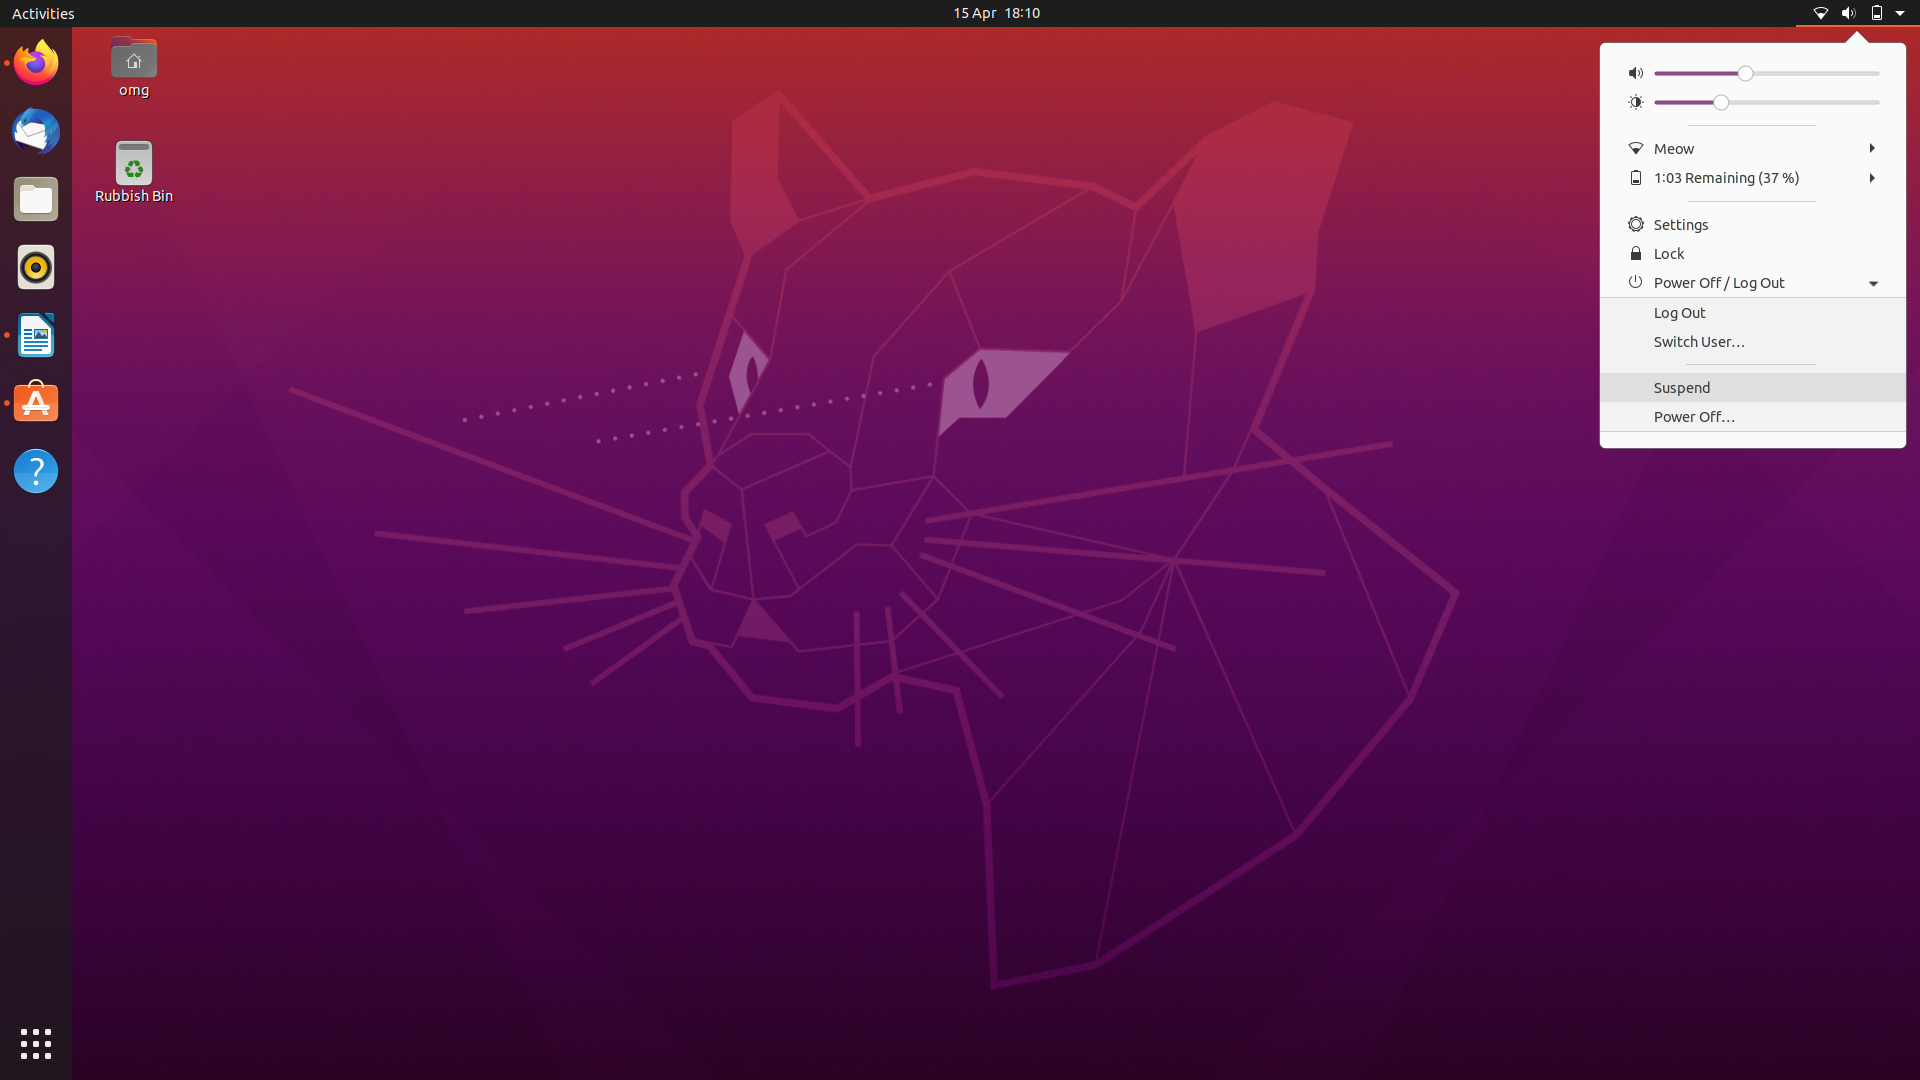 Activities
15 Apr 18:10
omg
Rubbish Bin
Meow
1:03 Remaining (37 %)
Settings
Lock
Power Off / Log Out
Log Out
Switch User…
Suspend
Power Off…
?